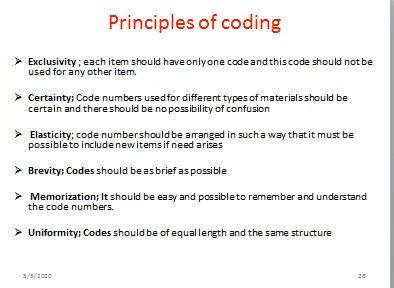 Principles of coding
➢ Exclusivity ; each item should have only one code and this code should not be
used for any other item.
➢ Certainty; Code numbers used for different types of materials should be
certain and there should be no possibility of confusion
➢ Elasticity; code number should be arranged in such a way that it must be
possible to include new items if need arises
➢ Brevity; Codes should be as brief as possible
➢ Memorization; It should be easy and possible to remember and understand
the code numbers.
➢ Uniformity; Codes should be of equal length and the same structure
5/5/2020
28